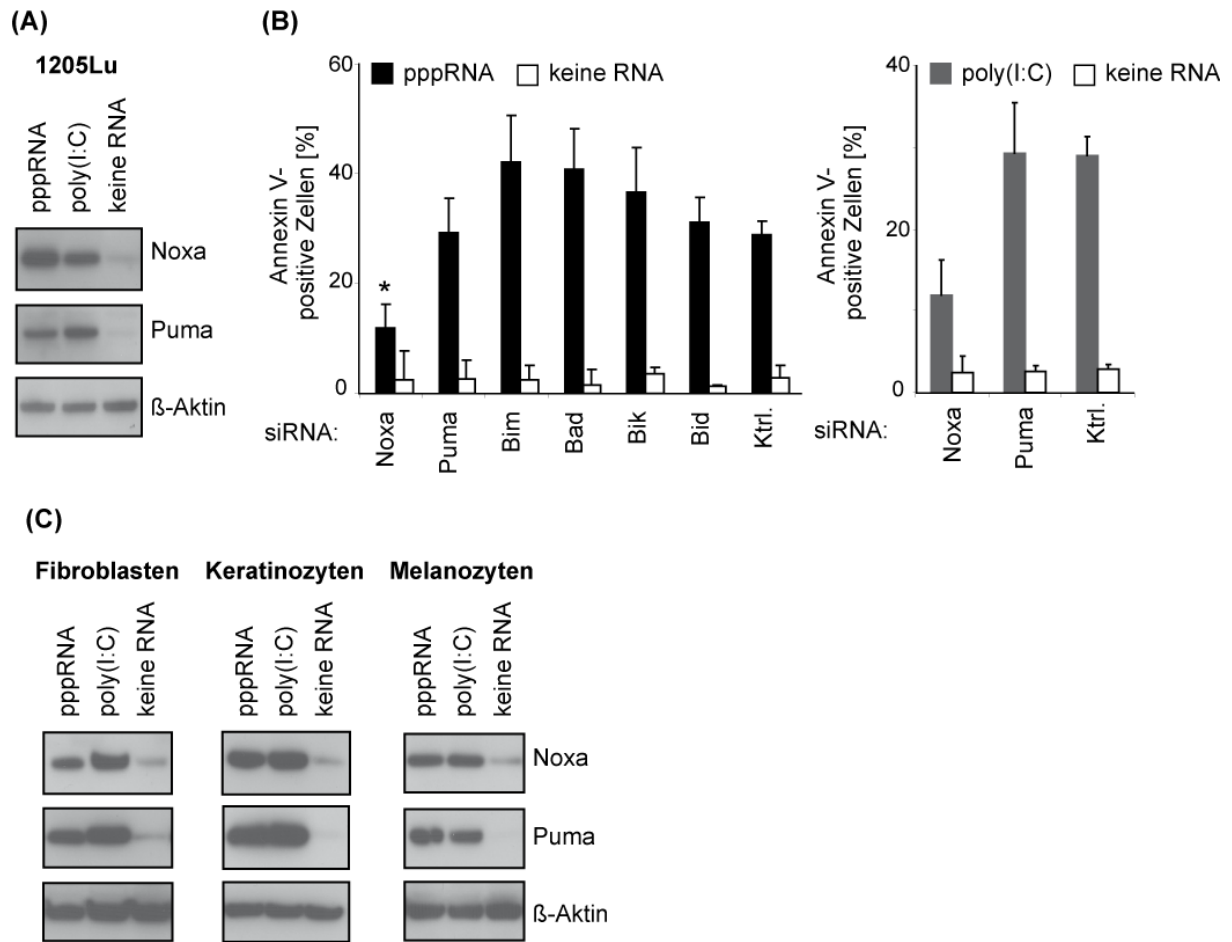 (A)
1205Lu
pppRNA
poly(I:C)
keine RNA
Noxa
Puma
ß-Aktin
(B)
60
40
20
0
Annexin V-
positive Zellen [%]
pppRNA
keine RNA
*
siRNA:
Noxa
Puma
Bim
Bad
Bik
Bid
Ktrl.
40
20
0
Annexin V-
positive Zellen [%]
poly(I:C)
keine RNA
siRNA:
Noxa
Puma
Ktrl.
(C)
Fibroblasten
Keratinozyten
Melanozyten
pppRNA
poly(I:C)
keine RNA
pppRNA
poly(I:C)
keine RNA
pppRNA
poly(I:C)
keine RNA
Noxa
Puma
ß-Aktin